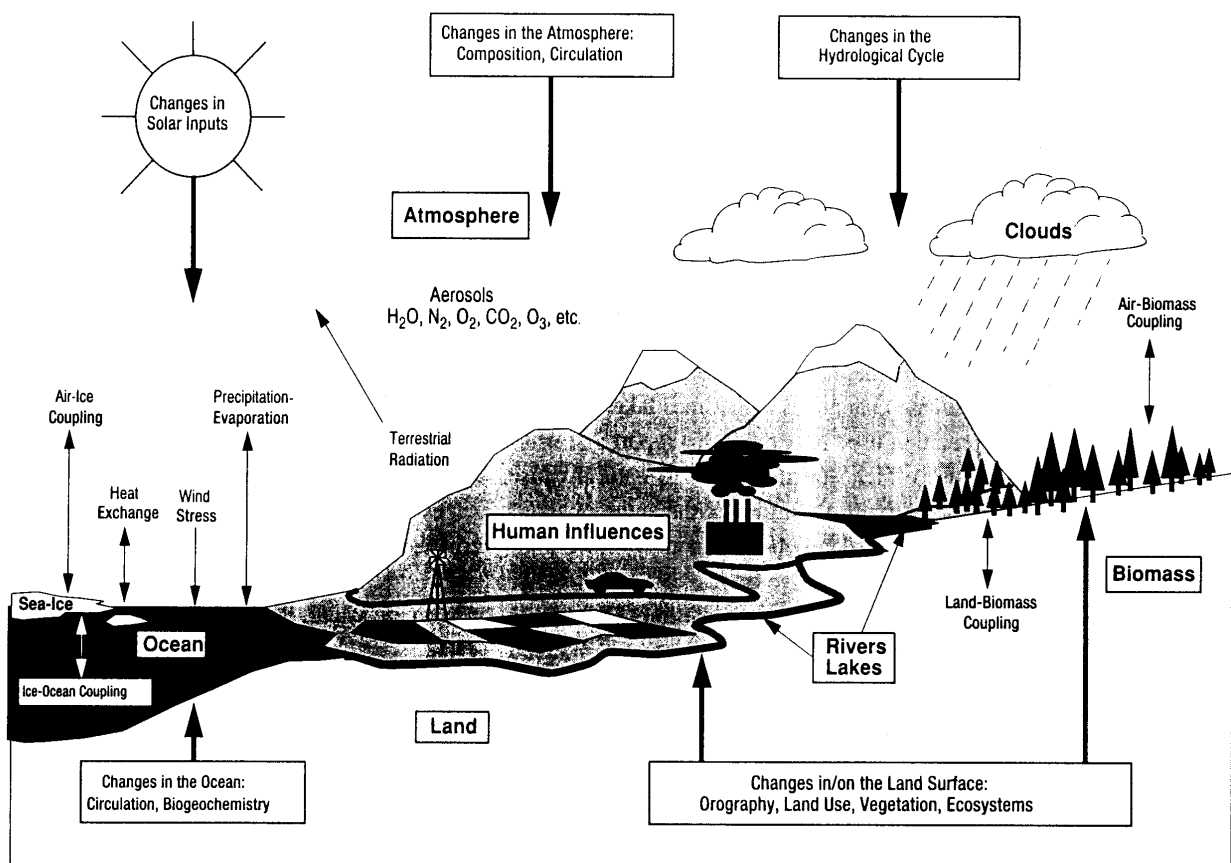 Changes in the Atmosphere:
Composition, Circulation
Changes in the
Hydrological Cycle
Changes in
Solar Inputs
Atmosphere
Clouds
Aerosols
H₂O, N₂, O₂, CO₂, O₃, etc.
Air-Biomass
Coupling
Air-Ice
Coupling
Precipitation-
Evaporation
Terrestrial
Radiation
Heat
Exchange
Wind
Stress
Human Influences
Biomass
Sea-Ice
Land-Biomass
Coupling
Ocean
Rivers
Lakes
Ice-Ocean Coupling
Land
Changes in the Ocean:
Circulation, Biogeochemistry
Changes in/on the Land Surface:
Orography, Land Use, Vegetation, Ecosystems